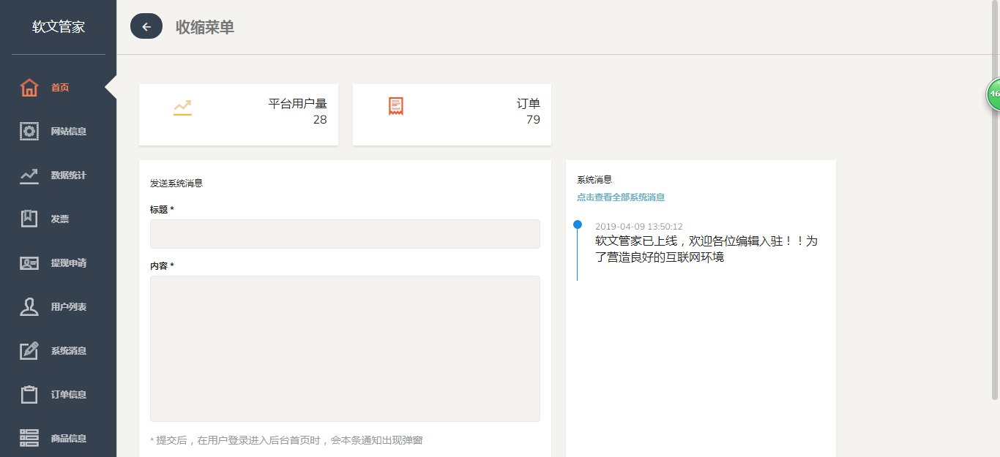 软文管家
收缩菜单
首页
网站信息
数据统计
发票
提现申请
用户列表
系统消息
订单信息
商品信息
平台用户量
28
订单
79
46
发送系统消息
标题 *
内容 *
* 提交后，在用户登录进入后台首页时，会本条通知出现弹窗
系统消息
点击查看全部系统消息
2019-04-09 13:50:12
软文管家已上线，欢迎各位编辑入驻！！为
了营造良好的互联网环境